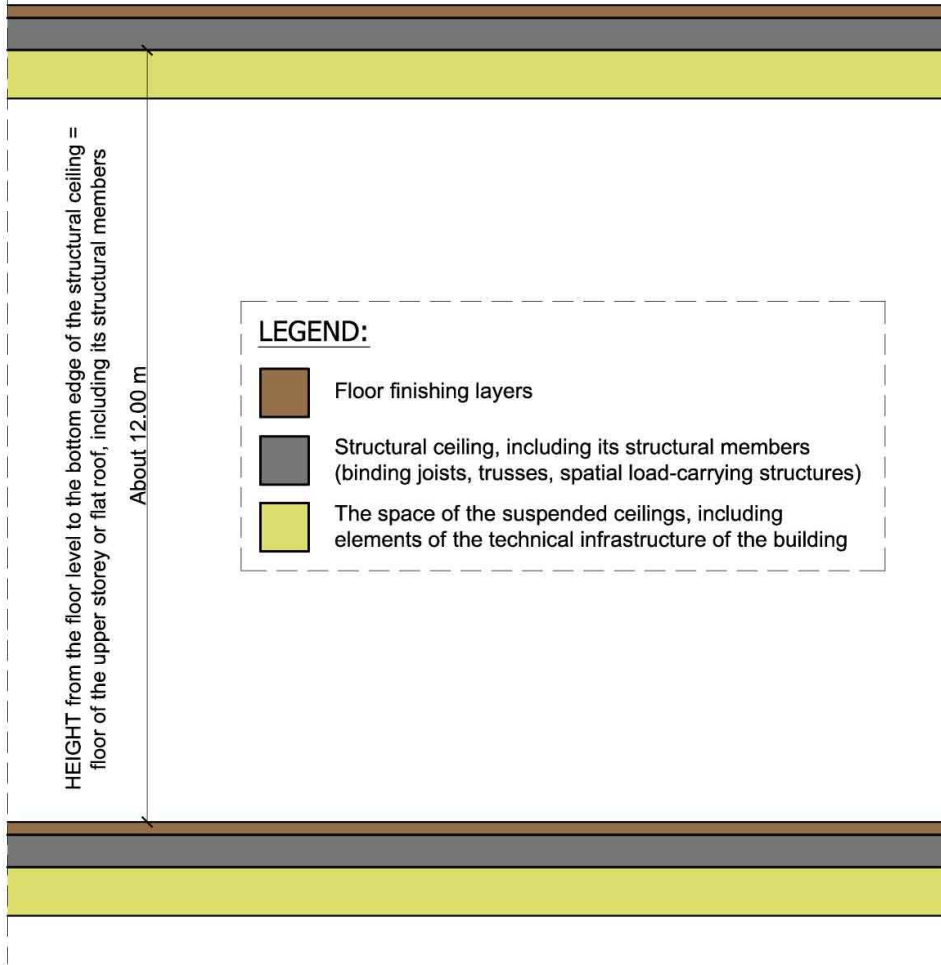 HEIGHT from the floor level to the bottom edge of the structural ceiling =
floor of the upper storey or flat roof, including its structural members
About 12.00 m
LEGEND:
Floor finishing layers
Structural ceiling, including its structural members
(binding joists, trusses, spatial load-carrying structures)
The space of the suspended ceilings, including
elements of the technical infrastructure of the building